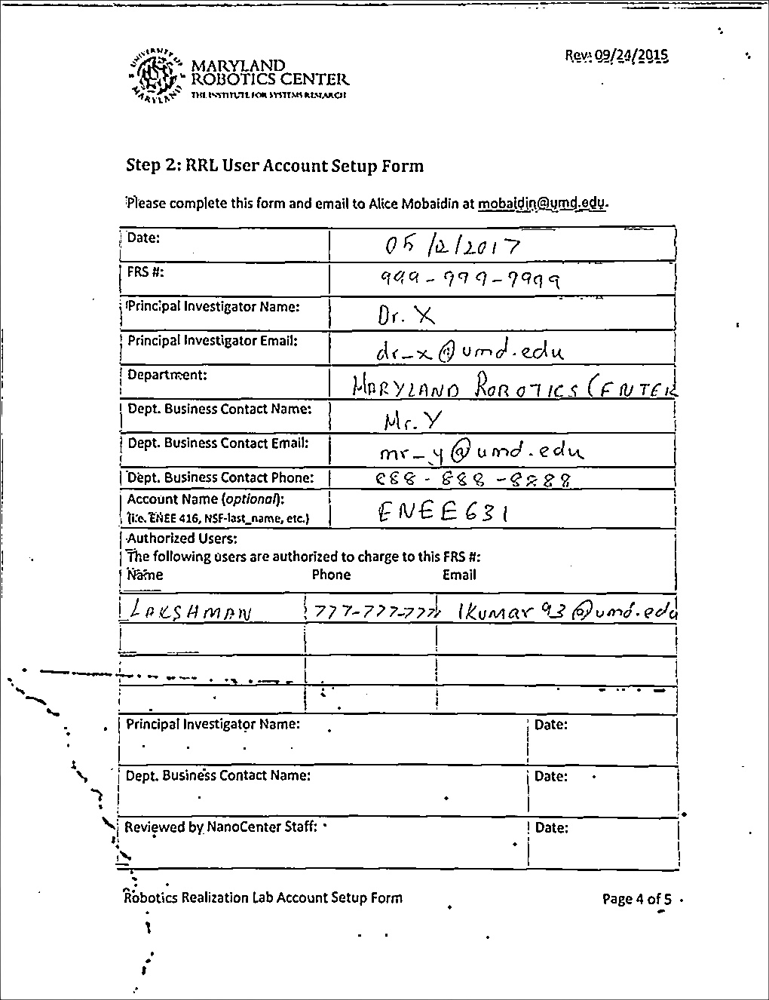 UNIVERSITY OF MARYLAND
MARYLAND
ROBOTICS CENTER
THE INSTITUTE FOR SYSTEMS RESEARCH
Rev: 09/24/2015
Step 2: RRL User Account Setup Form
Please complete this form and email to Alice Mobaidin at mobaidin@umd.edu.
Date: 05/2/2017
FRS #: 999-999-9999
Principal Investigator Name: Dr. X
Principal Investigator Email: dr_x@umd.edu
Department: MARYLAND ROBOTICS CENTER
Dept. Business Contact Name: Mr. Y
Dept. Business Contact Email: mr_y@umd.edu
Dept. Business Contact Phone: 888-888-8888
Account Name (optional): ENEE631
(i.e. ENEE 416, NSF-last_name, etc.)
Authorized Users:
The following users are authorized to charge to this FRS #:
Name Phone Email
LAKSHMAN 777-777-777 lkumar93@umd.edu
Principal Investigator Name: Date:
Dept. Business Contact Name: Date:
Reviewed by NanoCenter Staff: Date:
Robotics Realization Lab Account Setup Form Page 4 of 5